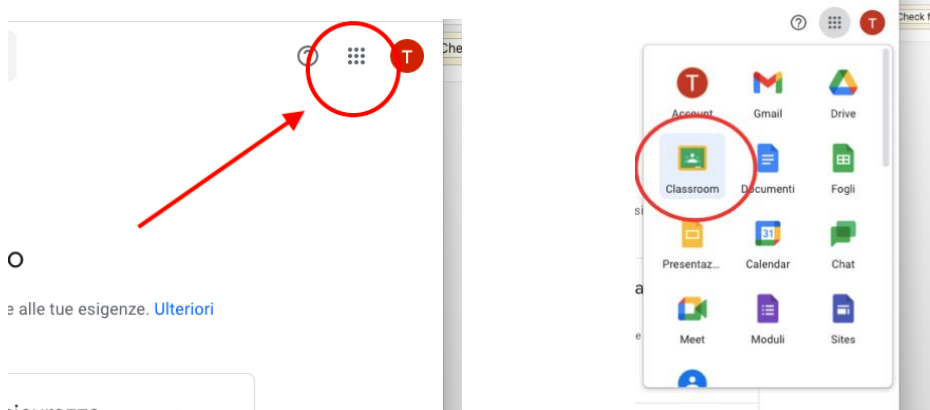 T
Che
o
e alle tue esigenze. Ulteriori
T
Check f
T
Account Gmail Drive
Classroom Documenti Fogli
si
31
Presentaz... Calendar Chat
a
e
Meet Moduli Sites